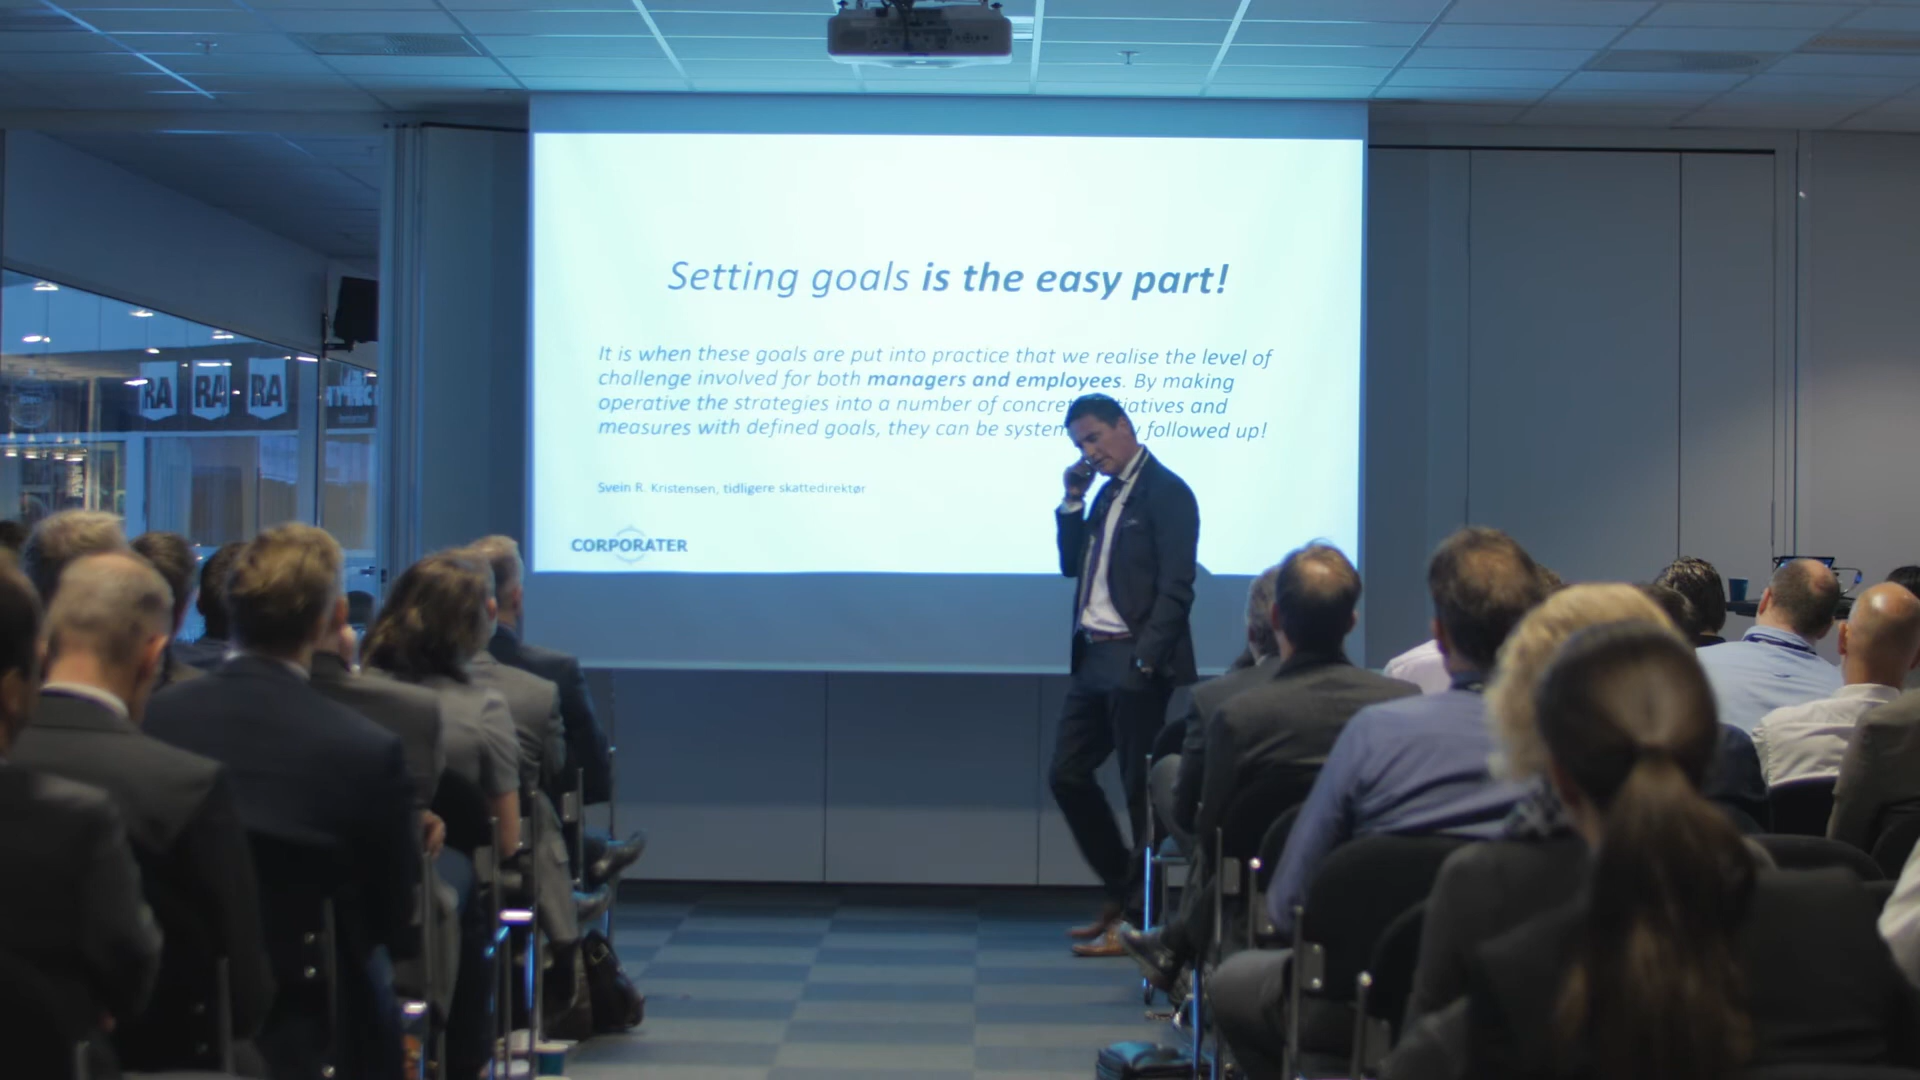 Setting goals is the easy part!
It is when these goals are put into practice that we realise the level of
challenge involved for both managers and employees. By making
operative the strategies into a number of concret tiatives and
measures with defined goals, they can be system y followed up!
Svein R. Kristensen, tidligere skattedirektør
CORPORATER
RA RA RA